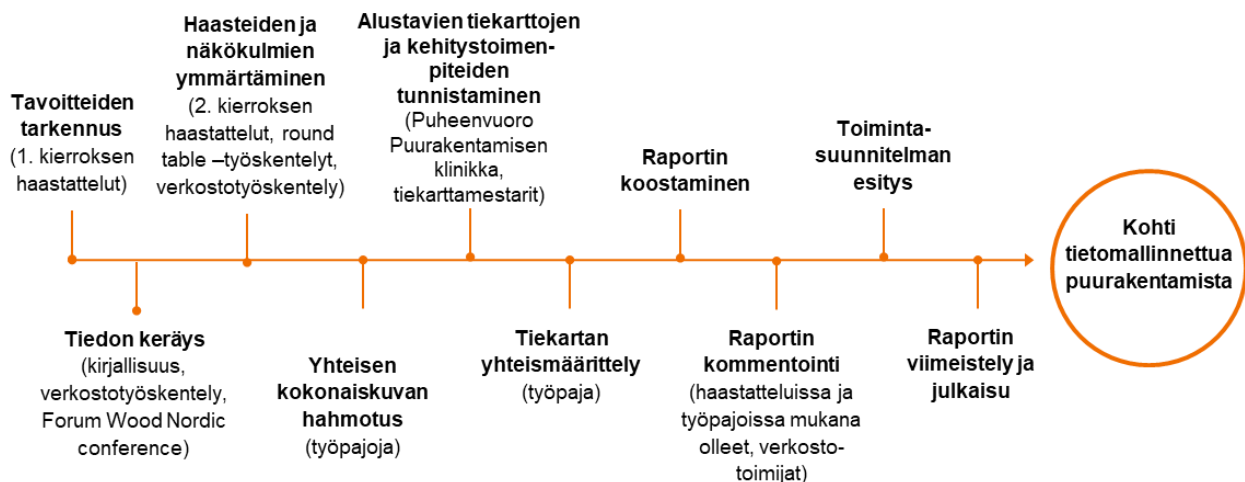 Tavoitteiden
tarkennus
(1. kierroksen
haastattelut)
Tiedon keräys
(kirjallisuus,
verkostotyöskentely,
Forum Wood Nordic
conference)
Haasteiden ja
näkökulmien
ymmärtäminen
(2. kierroksen
haastattelut, round
table –työskentelyt,
verkostotyöskentely)
Yhteisen
kokonaiskuvan
hahmotus
(työpajoja)
Alustavien tiekarttojen
ja kehitystoimen-
piteiden
tunnistaminen
(Puheenvuoro
Puurakentamisen
klinikka,
tiekarttamestarit)
Tiekartan
yhteismäärittely
(työpaja)
Raportin
koostaminen
Raportin
kommentointi
(haastatteluissa ja
työpajoissa mukana
olleet, verkosto-
toimijat)
Toiminta-
suunnitelman
esitys
Raportin
viimeistely ja
julkaisu
Kohti
tietomallinnettua
puurakentamista